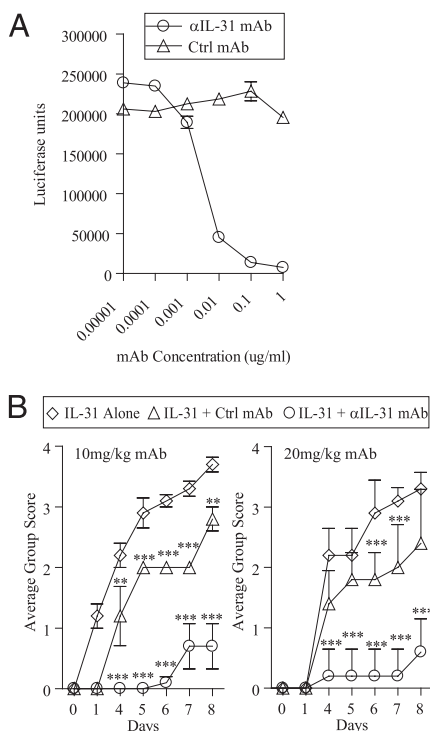 A
αIL-31 mAb
Ctrl mAb
300000
250000
200000
150000
100000
50000
0
Luciferase units
0.00001
0.0001
0.001
0.01
0.1
1
mAb Concentration (ug/ml)
B
IL-31 Alone
IL-31 + Ctrl mAb
IL-31 + αIL-31 mAb
10mg/kg mAb
Average Group Score
4
3
2
1
0
**
***
***
***
**
***
***
***
***
***
0 1 4 5 6 7 8
Days
20mg/kg mAb
Average Group Score
4
3
2
1
0
***
***
***
***
***
***
***
0 1 4 5 6 7 8
Days